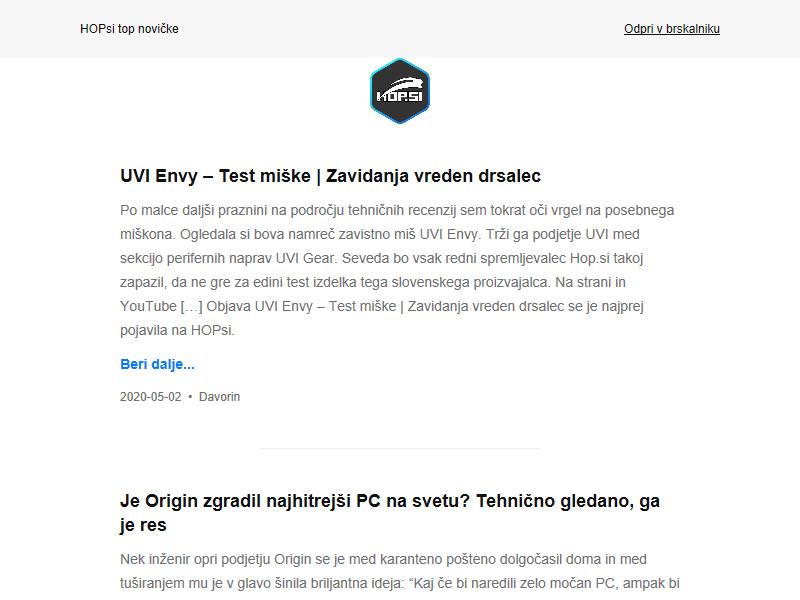 HOPsi top novičke
Odpri v brskalniku
HOP.SI
UVI Envy – Test miške | Zavidanja vreden drsalec
Po malce daljši praznini na področju tehničnih recenzij sem tokrat oči vrgel na posebnega
miškona. Ogledala si bova namreč zavistno miš UVI Envy. Trži ga podjetje UVI med
sekcijo perifernih naprav UVI Gear. Seveda bo vsak redni spremljevalec Hop.si takoj
zapazil, da ne gre za edini test izdelka tega slovenskega proizvajalca. Na strani in
YouTube […] Objava UVI Envy – Test miške | Zavidanja vreden drsalec se je najprej
pojavila na HOPsi.
Beri dalje...
2020-05-02 • Davorin
Je Origin zgradil najhitrejši PC na svetu? Tehnično gledano, ga
je res
Nek inženir opri podjetju Origin se je med karanteno pošteno dolgočasil doma in med
tuširanjem mu je v glavo šinila briljantna ideja: “Kaj če bi naredili zelo močan PC, ampak bi